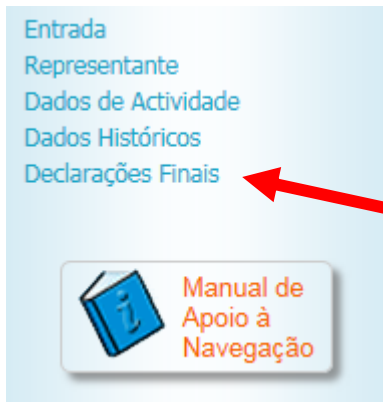 Entrada
Representante
Dados de Actividade
Dados Históricos
Declarações Finais
Manual de
Apoio à
Navegação